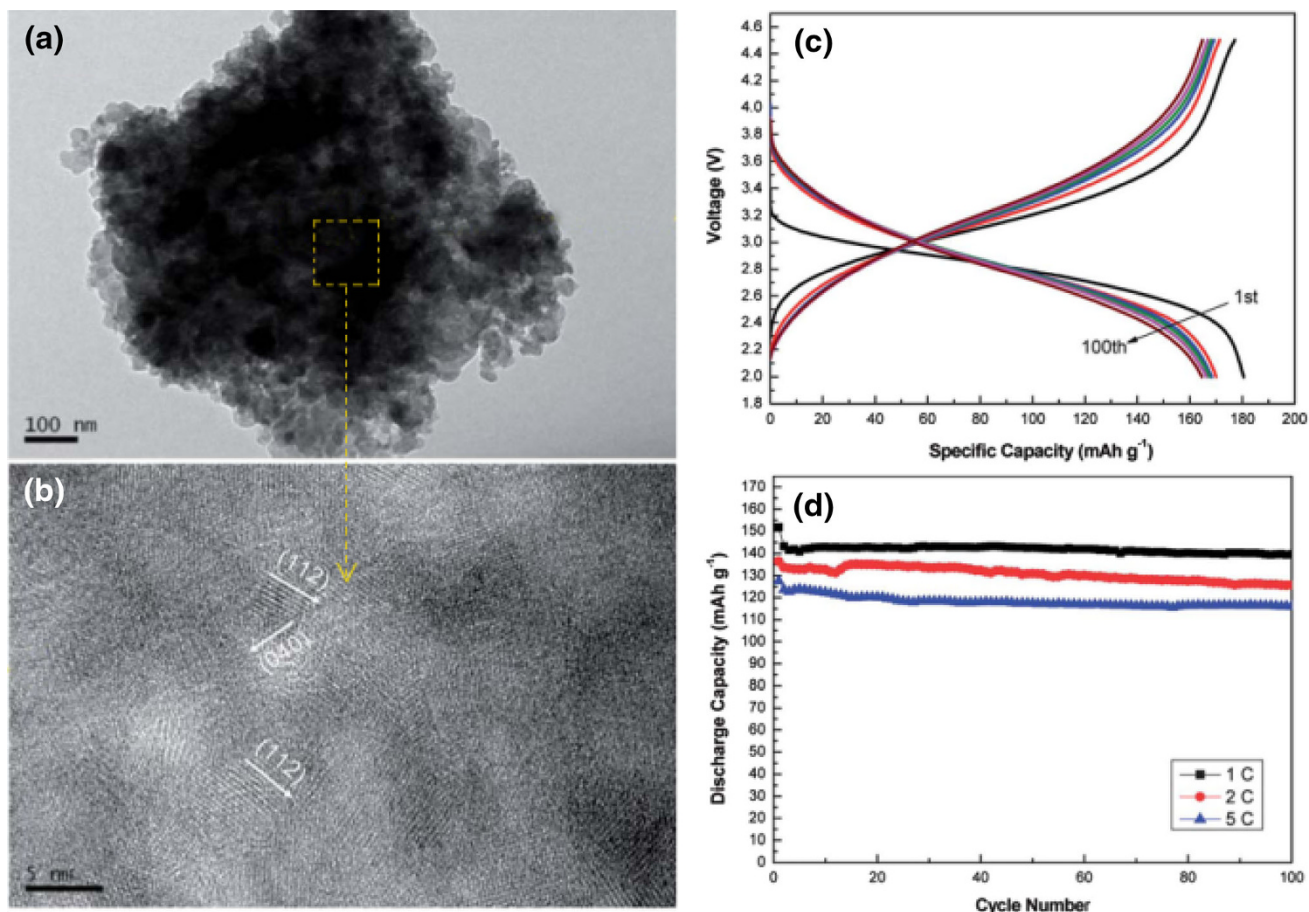 (a)
100 nm
(b)
(112)
(040)
(112)
5 nm
(c)
4.6
4.4
4.2
4.0
3.8
3.6
3.4
3.2
3.0
2.8
2.6
2.4
2.2
2.0
1.8
Voltage (V)
1st
100th
0 20 40 60 80 100 120 140 160 180 200
Specific Capacity (mAh g⁻¹)
(d)
170
160
150
140
130
120
110
100
90
80
70
60
50
40
30
20
10
0
Discharge Capacity (mAh g⁻¹)
1 C
2 C
5 C
0 20 40 60 80 100
Cycle Number